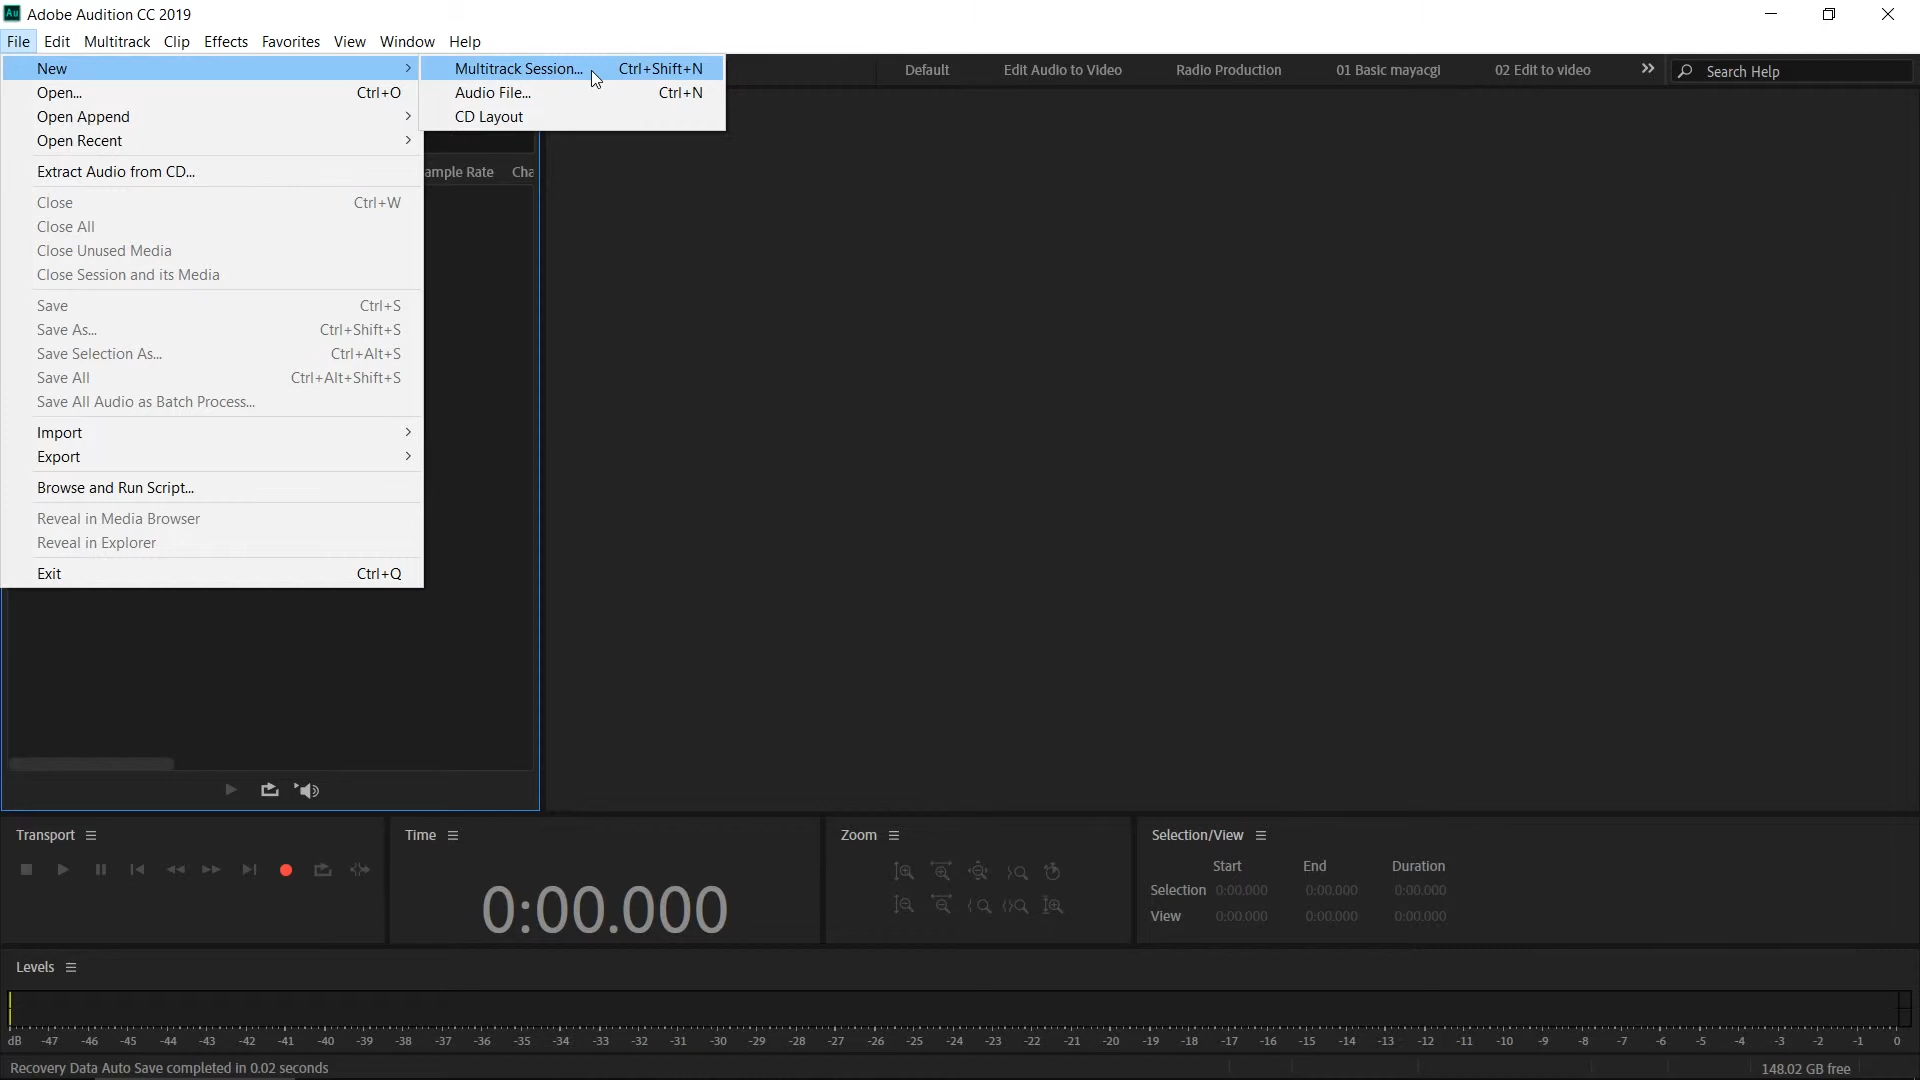 Au Adobe Audition CC 2019
File Edit Multitrack Clip Effects Favorites View Window Help
New
Multitrack Session... Ctrl+Shift+N
Default Edit Audio to Video Radio Production 01 Basic mayacgi 02 Edit to video Search Help
Open... Ctrl+O
Audio File... Ctrl+N
Open Append
CD Layout
Open Recent
Extract Audio from CD...
ample Rate Cha
Close Ctrl+W
Close All
Close Unused Media
Close Session and its Media
Save Ctrl+S
Save As... Ctrl+Shift+S
Save Selection As... Ctrl+Alt+S
Save All Ctrl+Alt+Shift+S
Save All Audio as Batch Process...
Import
Export
Browse and Run Script...
Reveal in Media Browser
Reveal in Explorer
Exit Ctrl+Q
Transport
Time
0:00.000
Zoom
Selection/View
Start End Duration
Selection 0:00.000 0:00.000 0:00.000
View 0:00.000 0:00.000 0:00.000
Levels
dB -47 -46 -45 -44 -43 -42 -41 -40 -39 -38 -37 -36 -35 -34 -33 -32 -31 -30 -29 -28 -27 -26 -25 -24 -23 -22 -21 -20 -19 -18 -17 -16 -15 -14 -13 -12 -11 -10 -9 -8 -7 -6 -5 -4 -3 -2 -1 0
Recovery Data Auto Save completed in 0.02 seconds
148.02 GB free